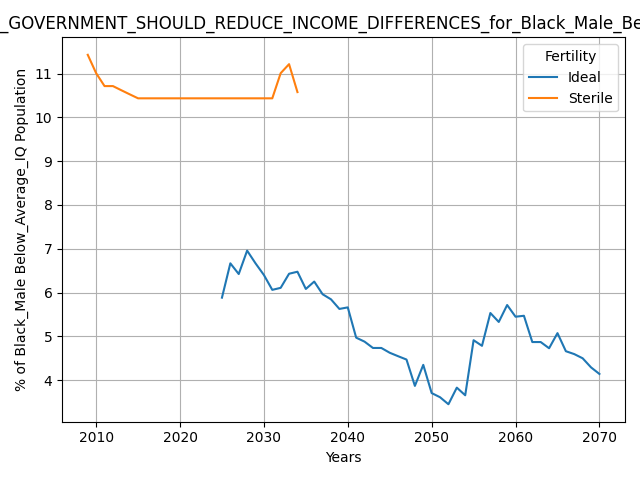 _GOVERNMENT_SHOULD_REDUCE_INCOME_DIFFERENCES_for_Black_Male_Be
Fertility
Ideal
Sterile
% of Black_Male Below_Average_IQ Population
11
10
9
8
7
6
5
4
2010 2020 2030 2040 2050 2060 2070
Years